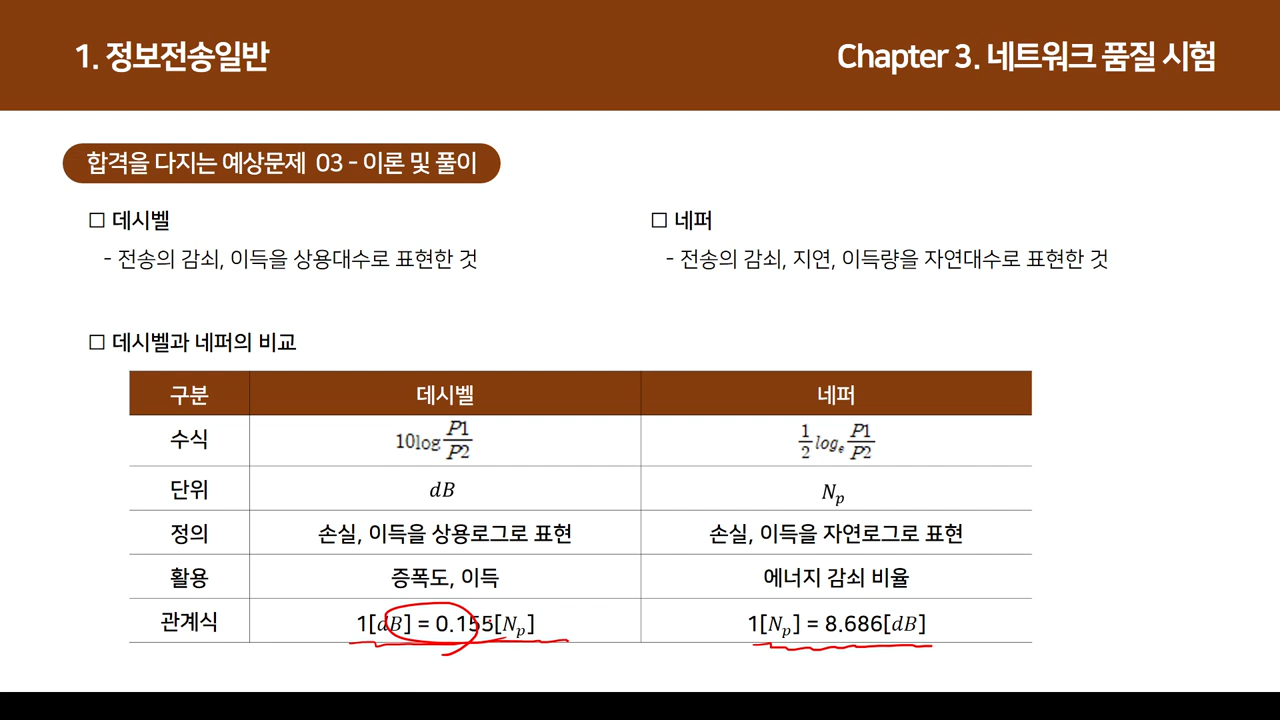 1. 정보전송일반
Chapter 3. 네트워크 품질 시험
합격을 다지는 예상문제 03 - 이론 및 풀이
□ 데시벨
- 전송의 감쇠, 이득을 상용대수로 표현한 것
□ 네퍼
- 전송의 감쇠, 지연, 이득량을 자연대수로 표현한 것
□ 데시벨과 네퍼의 비교
구분 데시벨 네퍼
수식 10log P1/P2 1/2 logₑ P1/P2
단위 dB Nₚ
정의 손실, 이득을 상용로그로 표현 손실, 이득을 자연로그로 표현
활용 증폭도, 이득 에너지 감쇠 비율
관계식 1[dB] = 0.155[Nₚ] 1[Nₚ] = 8.686[dB]